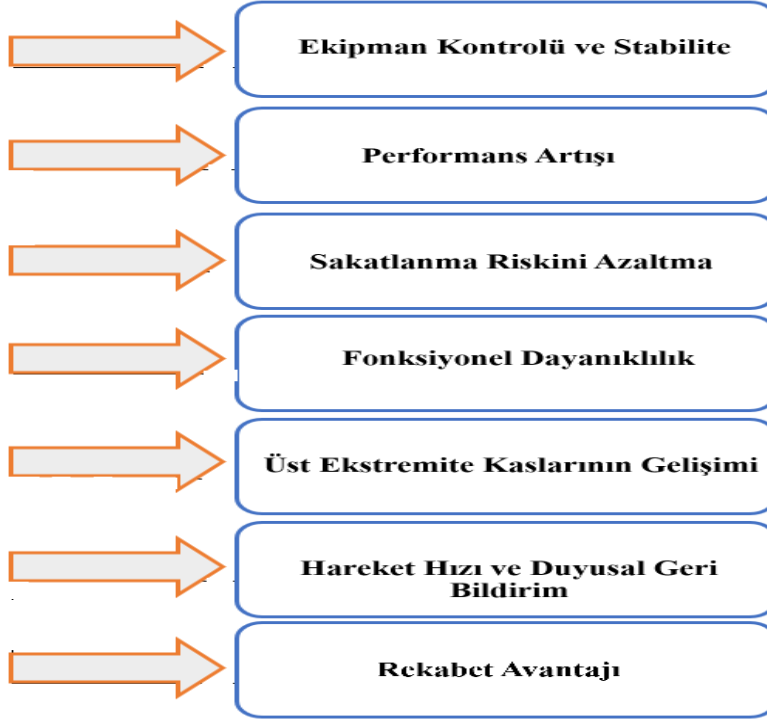 Ekipman Kontrolü ve Stabilite
Performans Artışı
Sakatlanma Riskini Azaltma
Fonksiyonel Dayanıklılık
Üst Ekstremite Kaslarının Gelişimi
Hareket Hızı ve Duyusal Geri
Bildirim
Rekabet Avantajı